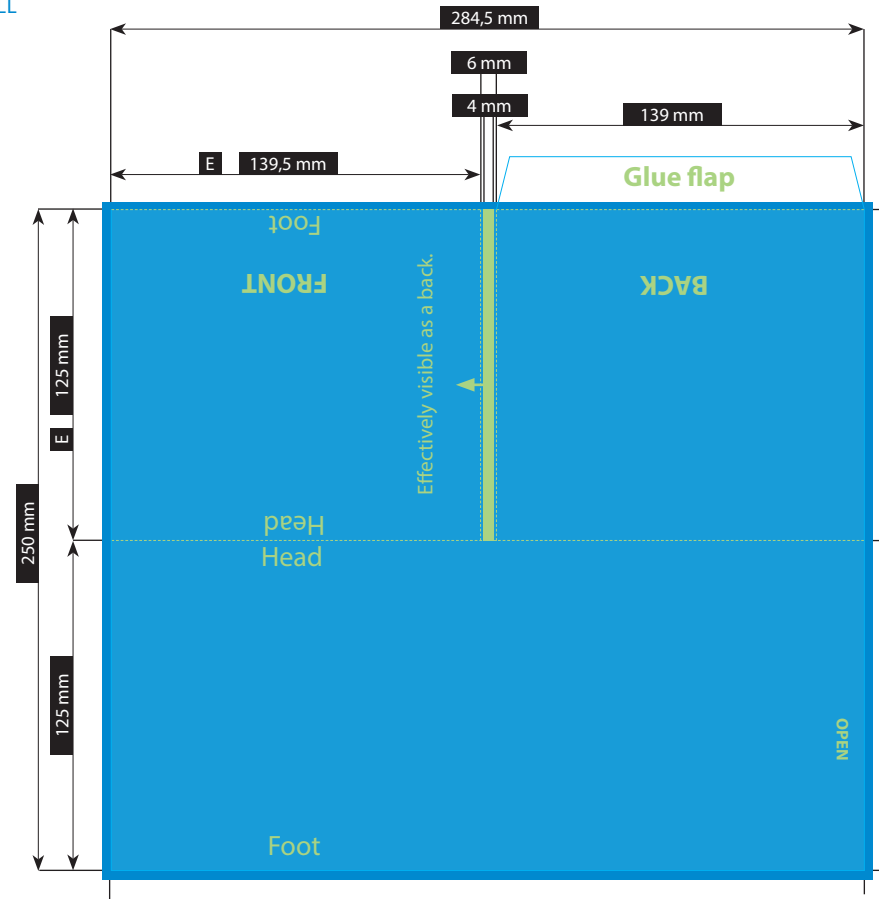 LL
284,5 mm
6 mm
4 mm
139 mm
E 139,5 mm
Glue flap
Foot
FRONT
BACK
Effectively visible as a back.
125 mm
E
250 mm
Head
Head
125 mm
OPEN
Foot